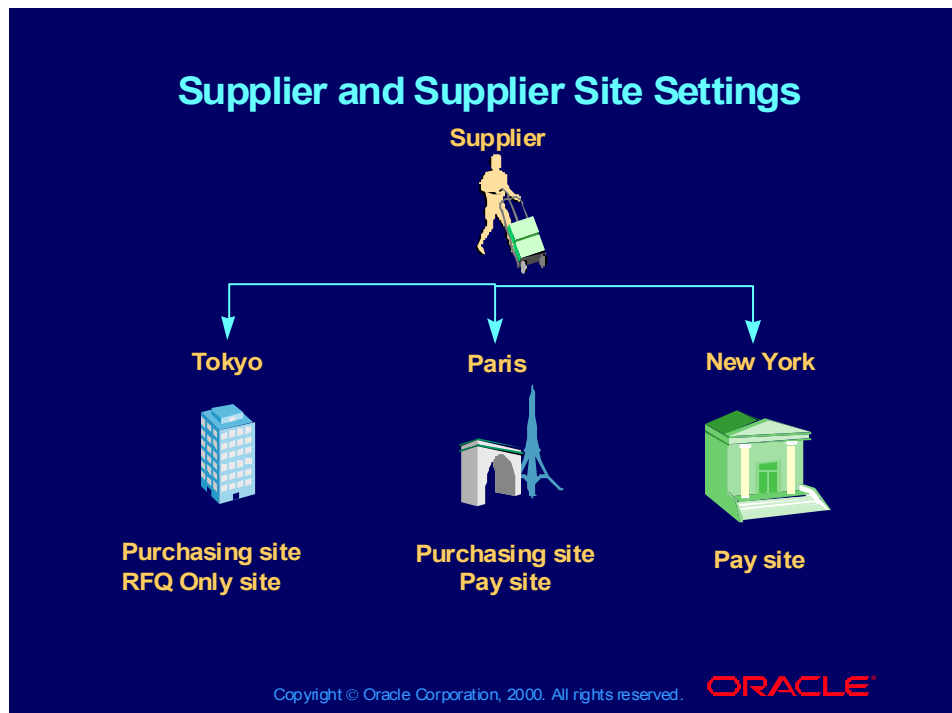 Supplier and Supplier Site Settings
Supplier
Tokyo
Paris
New York
Purchasing site
RFQ Only site
Purchasing site
Pay site
Pay site
Copyright © Oracle Corporation, 2000. All rights reserved.
ORACLE®